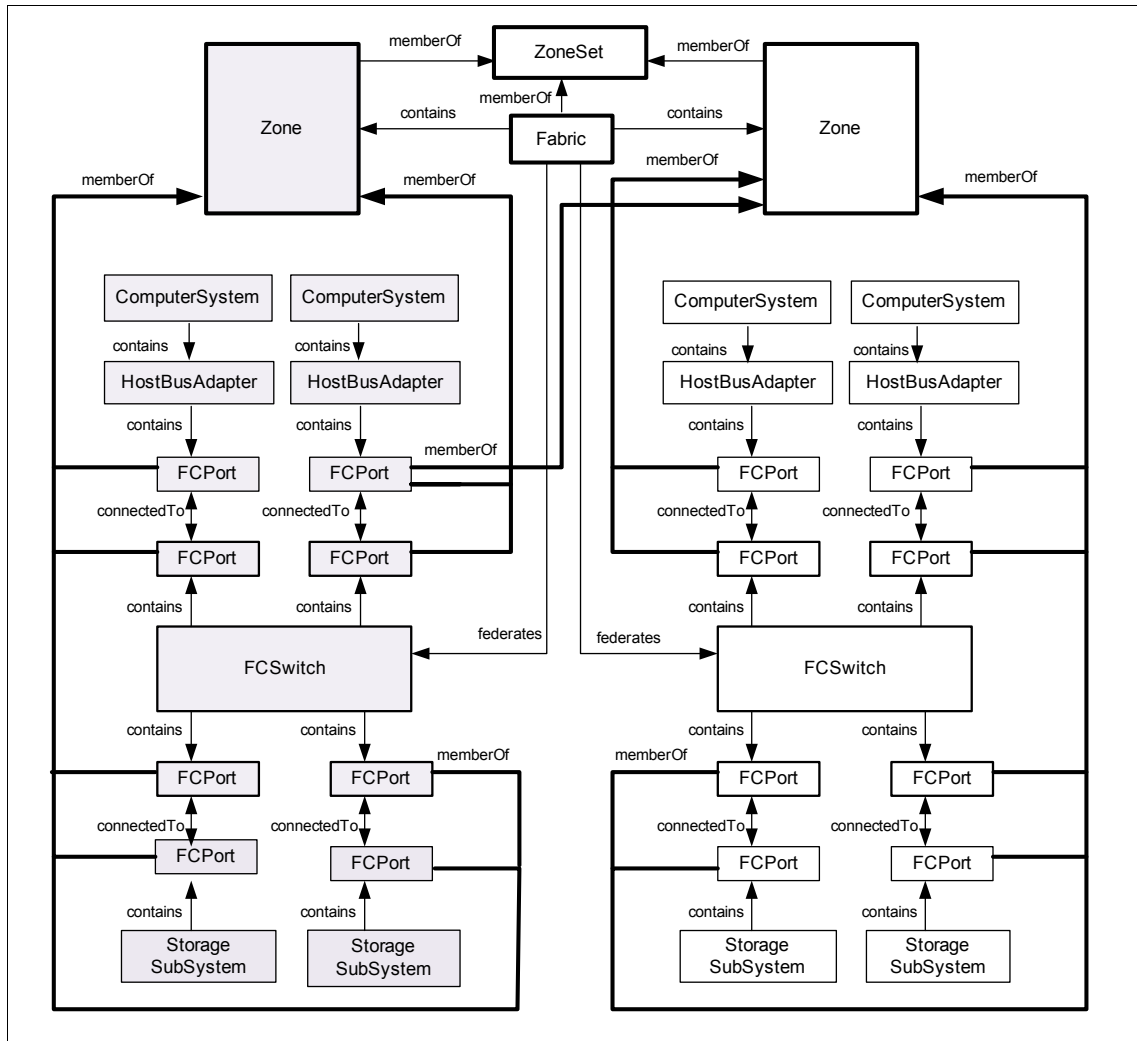 memberOf
ZoneSet
memberOf
memberOf
contains
contains
Zone
Fabric
Zone
memberOf
memberOf
memberOf
memberOf
ComputerSystem
ComputerSystem
ComputerSystem
ComputerSystem
contains
contains
contains
contains
HostBusAdapter
HostBusAdapter
HostBusAdapter
HostBusAdapter
contains
contains
contains
contains
memberOf
FCPort
FCPort
FCPort
FCPort
connectedTo
connectedTo
connectedTo
connectedTo
FCPort
FCPort
FCPort
FCPort
contains
contains
contains
contains
federates
federates
FCSwitch
FCSwitch
contains
contains
contains
contains
memberOf
memberOf
FCPort
FCPort
FCPort
FCPort
connectedTo
connectedTo
connectedTo
connectedTo
FCPort
FCPort
FCPort
FCPort
contains
contains
contains
contains
Storage
SubSystem
Storage
SubSystem
Storage
SubSystem
Storage
SubSystem